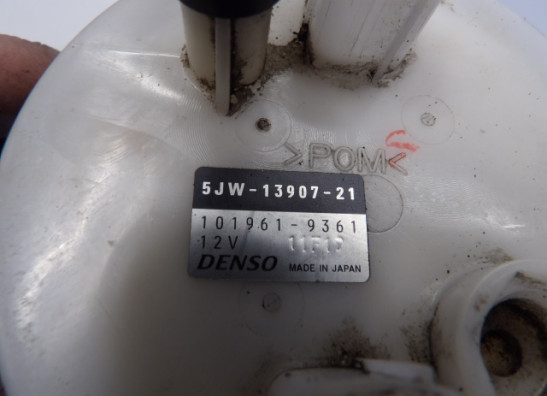 >POM<
5JW-13907-21
101961-9361
12V
DENSO MADE IN JAPAN